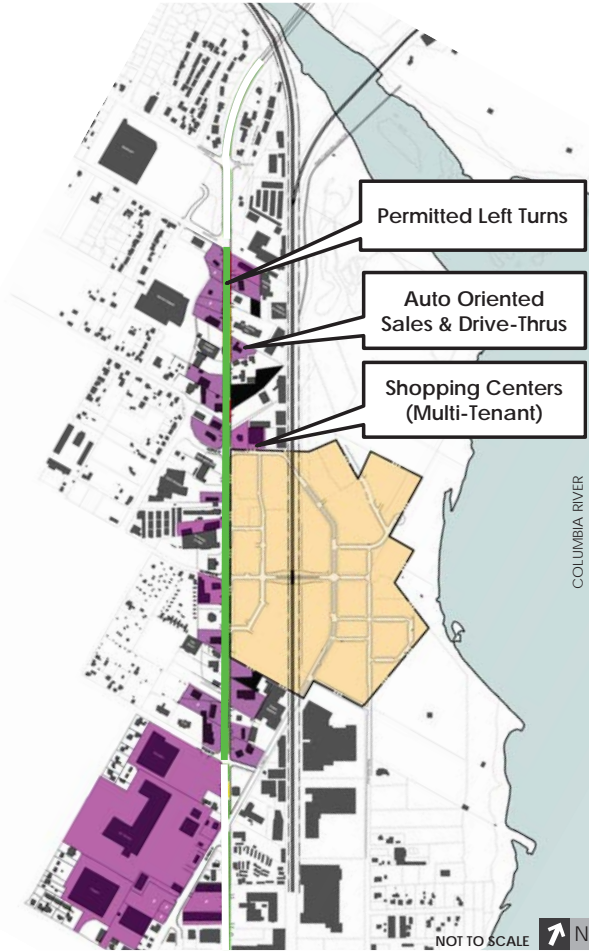 Permitted Left Turns
Auto Oriented
Sales & Drive-Thrus
Shopping Centers
(Multi-Tenant)
COLUMBIA RIVER
NOT TO SCALE
N